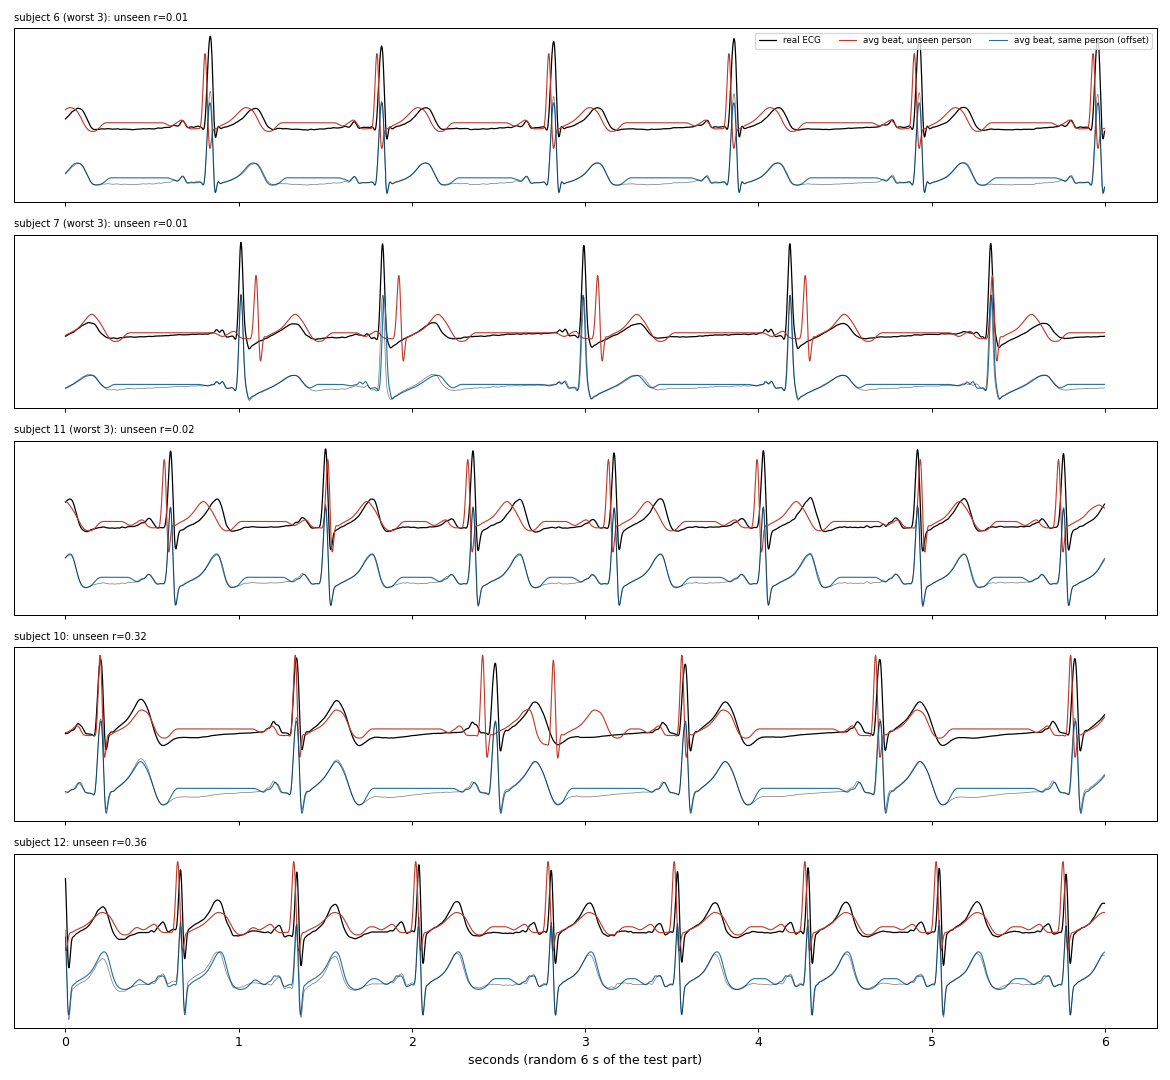 subject 6 (worst 3): unseen r=0.01
real ECG avg beat, unseen person avg beat, same person (offset)
subject 7 (worst 3): unseen r=0.01
subject 11 (worst 3): unseen r=0.02
subject 10: unseen r=0.32
subject 12: unseen r=0.36
0 1 2 3 4 5 6
seconds (random 6 s of the test part)